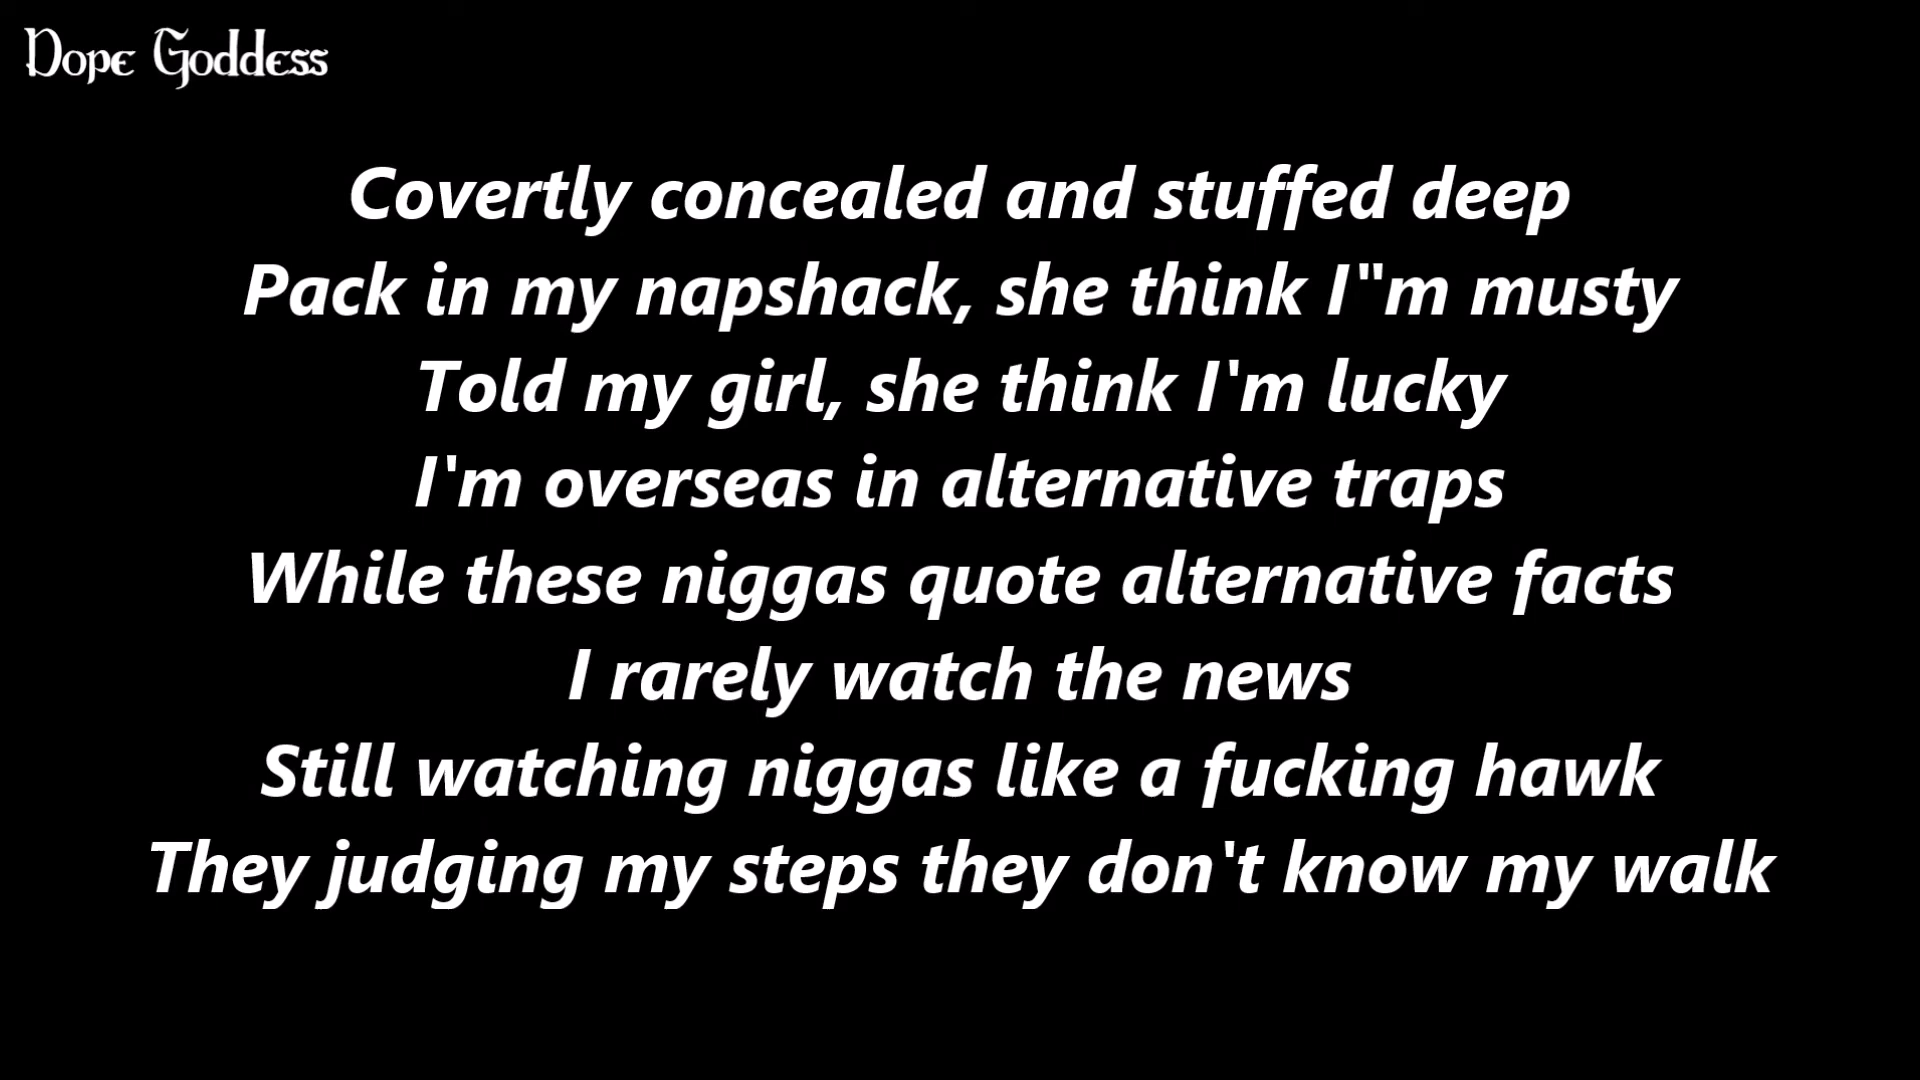 Dope Goddess
Covertly concealed and stuffed deep
Pack in my napshack, she think I"m musty
Told my girl, she think I'm lucky
I'm overseas in alternative traps
While these niggas quote alternative facts
I rarely watch the news
Still watching niggas like a fucking hawk
They judging my steps they don't know my walk